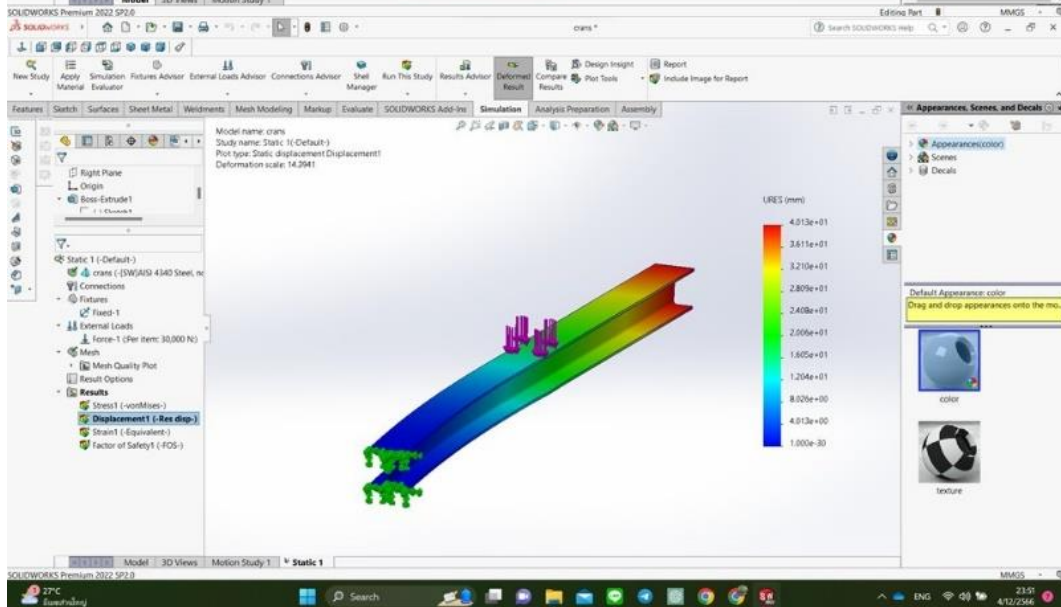 Model 3D Views Motion Study 1
SOLIDWORKS Premium 2022 SP2.0
Editing Part MMGS
SOLIDWORKS
crans *
Search SOLIDWORKS Help
New Study
Apply Material
Simulation Evaluator
Fixtures Advisor
External Loads Advisor
Connections Advisor
Shell Manager
Run This Study
Results Advisor
Deformed Result
Compare Results
Design Insight
Plot Tools
Report
Include Image for Report
Features Sketch Surfaces Sheet Metal Weldments Mesh Modeling Markup Evaluate SOLIDWORKS Add-Ins Simulation Analysis Preparation Assembly
Appearances, Scenes, and Decals
Model name: crans
Study name: Static 1(-Default-)
Plot type: Static displacement Displacement1
Deformation scale: 14.3941
Right Plane
Origin
Boss-Extrude1
Static 1 (-Default-)
crans (-[SW]AISI 4340 Steel, no
Connections
Fixtures
Fixed-1
External Loads
Force-1 (:Per item: 30,000 N:)
Mesh
Mesh Quality Plot
Result Options
Results
Stress1 (-vonMises-)
Displacement1 (-Res disp-)
Strain1 (-Equivalent-)
Factor of Safety1 (-FOS-)
URES (mm)
4.013e+01
3.611e+01
3.210e+01
2.809e+01
2.408e+01
2.006e+01
1.605e+01
1.204e+01
8.026e+00
4.013e+00
1.000e-30
Appearances(color)
Scenes
Decals
Default Appearance: color
Drag and drop appearances onto the mo..
color
texture
Model 3D Views Motion Study 1 Static 1
SOLIDWORKS Premium 2022 SP2.0
MMGS
27°C
Search
ENG
23:51
4/12/2566